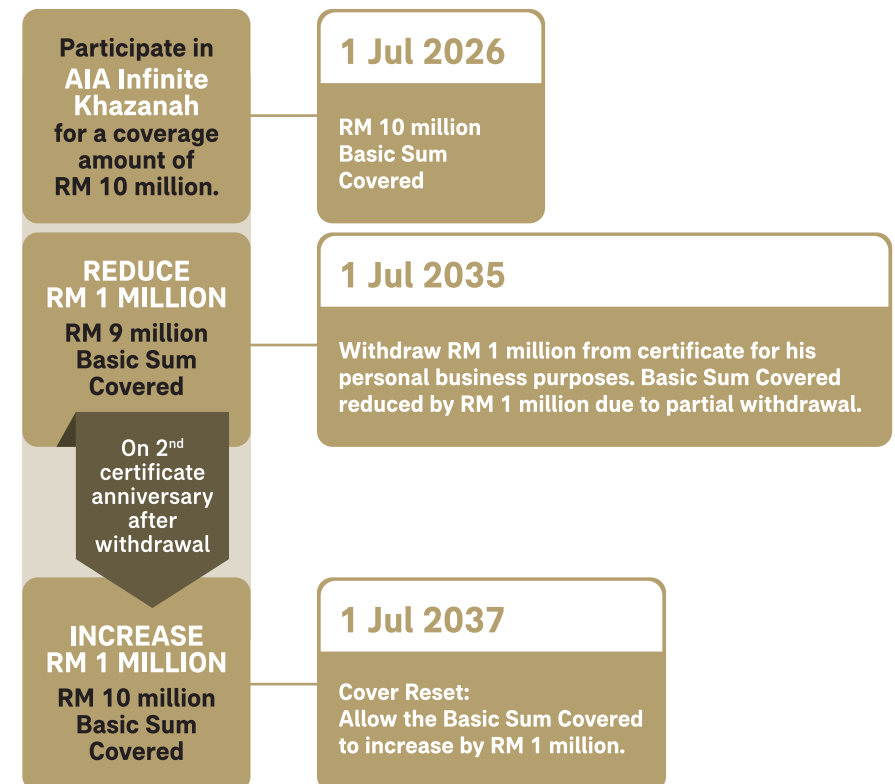 Participate in
AIA Infinite
Khazanah
for a coverage
amount of
RM 10 million.
1 Jul 2026
RM 10 million
Basic Sum
Covered
REDUCE
RM 1 MILLION
RM 9 million
Basic Sum
Covered
1 Jul 2035
Withdraw RM 1 million from certificate for his
personal business purposes. Basic Sum Covered
reduced by RM 1 million due to partial withdrawal.
On 2nd
certificate
anniversary
after
withdrawal
INCREASE
RM 1 MILLION
RM 10 million
Basic Sum
Covered
1 Jul 2037
Cover Reset:
Allow the Basic Sum Covered
to increase by RM 1 million.